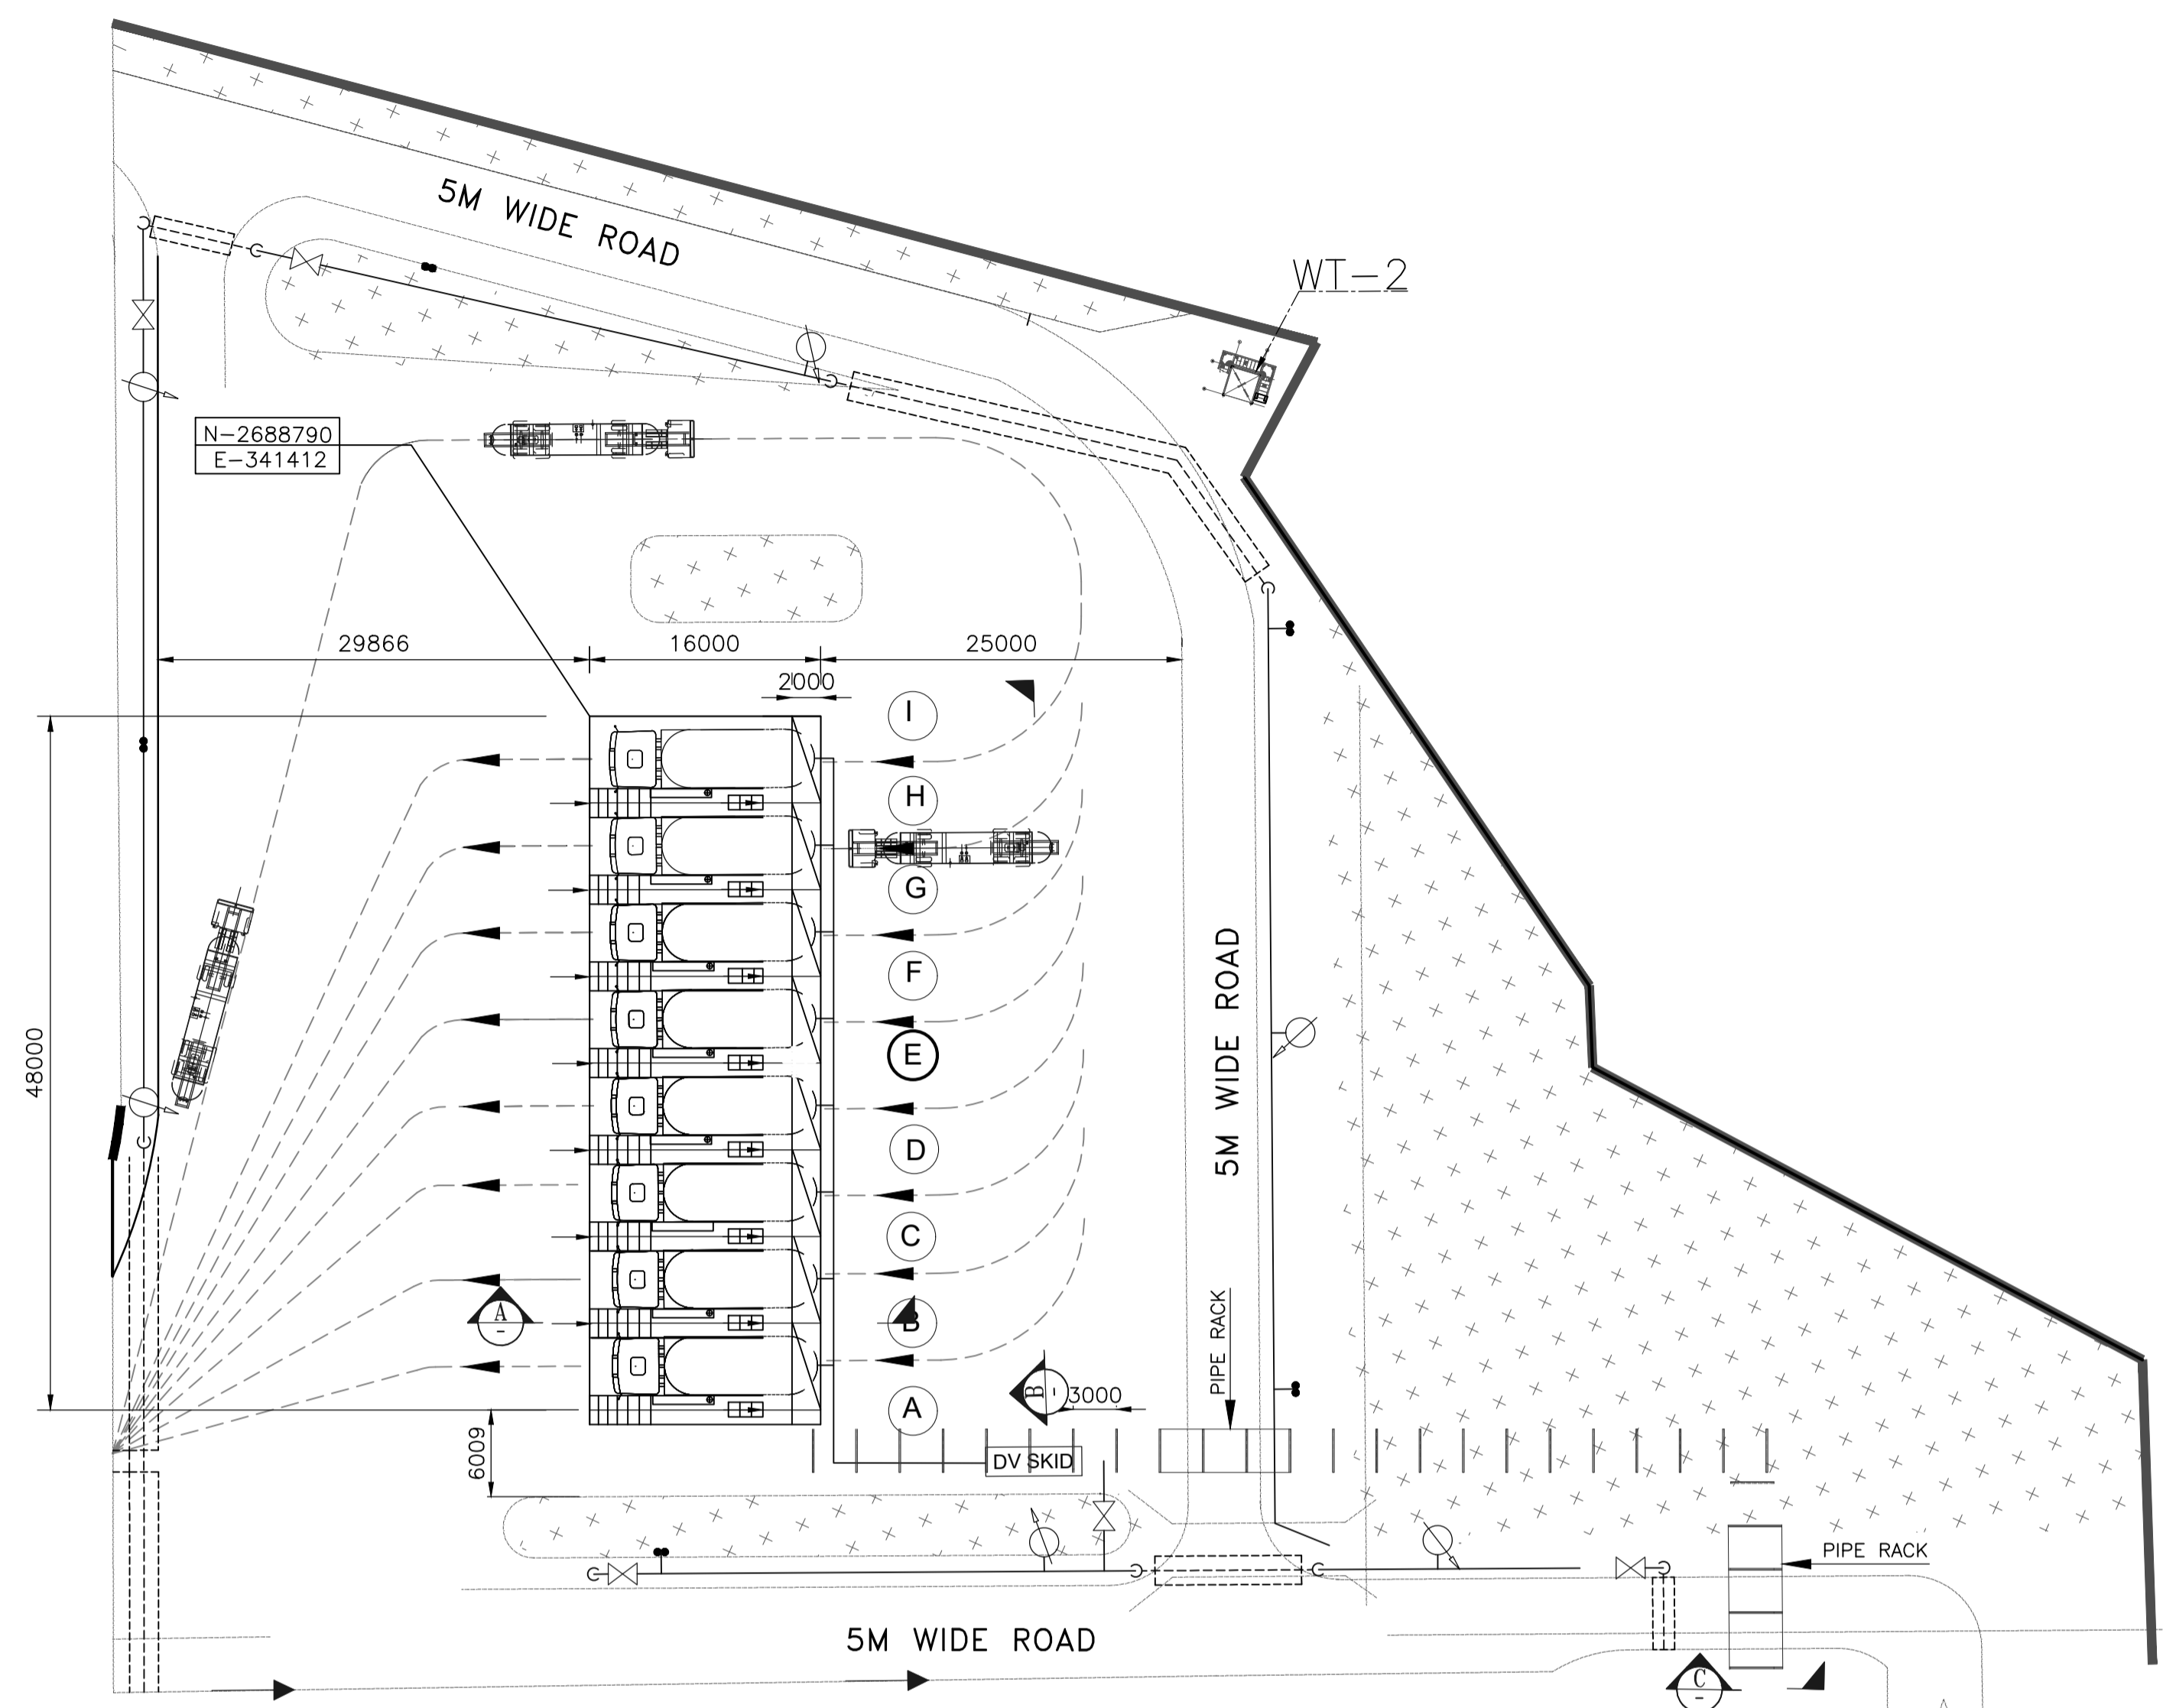 5M WIDE ROAD
WT-2
N-2688790
E-341412
29866
16000
25000
2000
I
H
G
F
E
D
C
B
A
48000
5M WIDE ROAD
A
-
PIPE RACK
B
-
3000
6009
DV SKID
PIPE RACK
5M WIDE ROAD
C
-